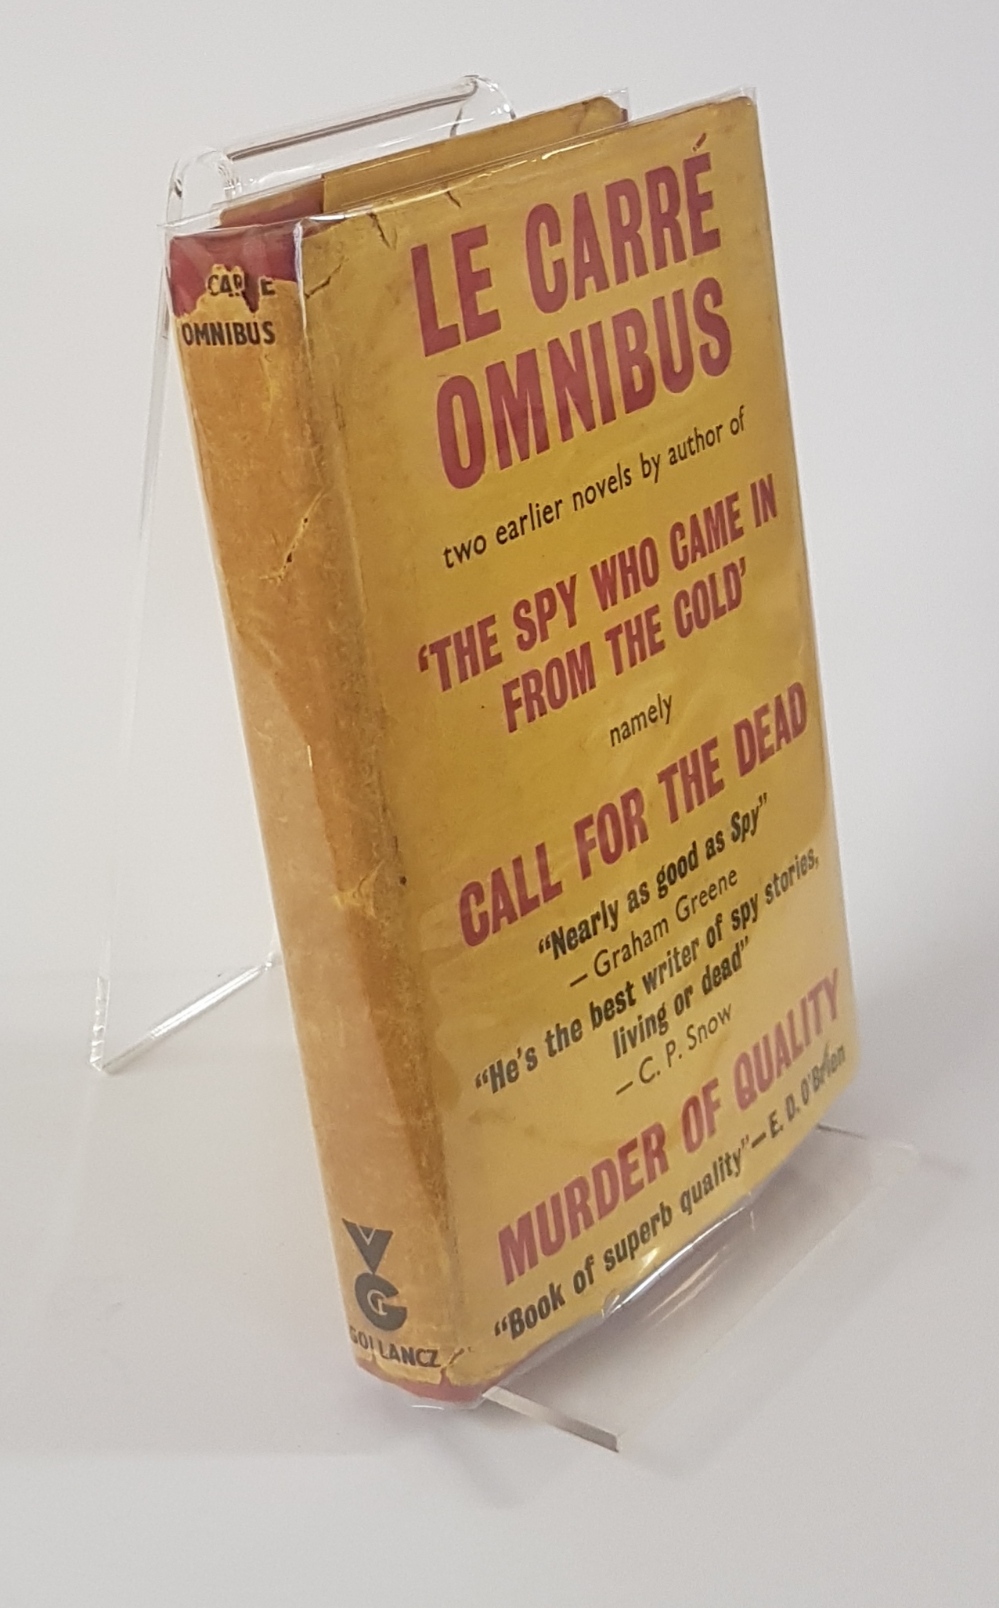 LE CARRÉ
OMNIBUS
two earlier novels by author of
‘THE SPY WHO CAME IN
FROM THE COLD’
namely
CALL FOR THE DEAD
“Nearly as good as Spy”
— Graham Greene
“He's the best writer of spy stories,
living or dead”
— C. P. Snow
MURDER OF QUALITY
“Book of superb quality”—E. D. O'Brien
CARRE
OMNIBUS
VG
GOLLANCZ